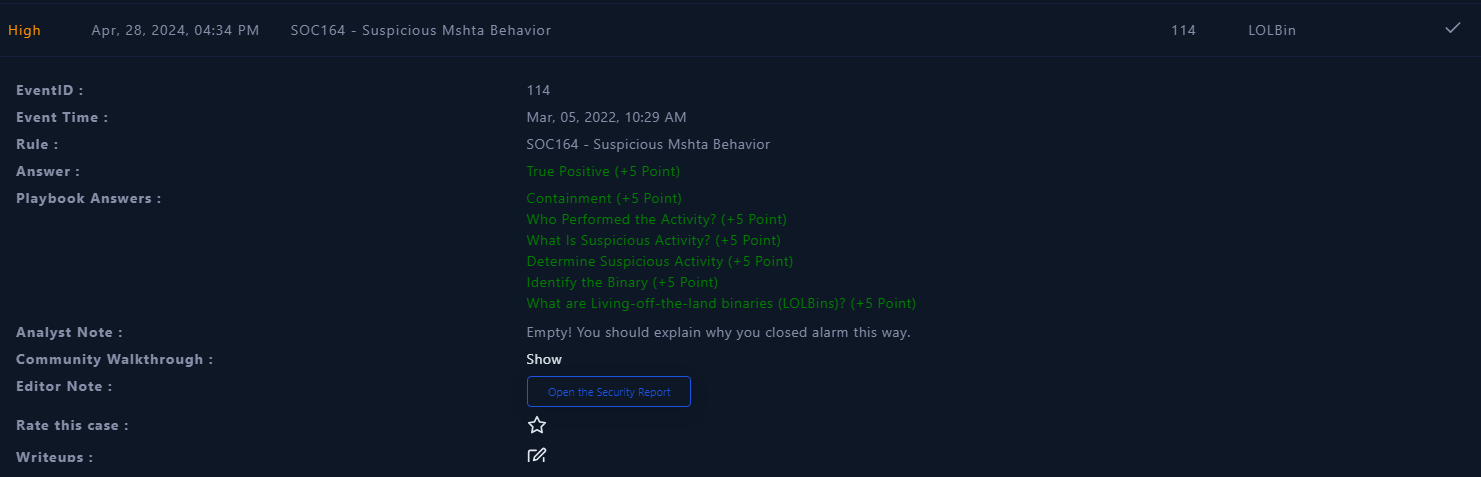 High Apr, 28, 2024, 04:34 PM SOC164 - Suspicious Mshta Behavior 114 LOLBin
EventID : 114
Event Time : Mar, 05, 2022, 10:29 AM
Rule : SOC164 - Suspicious Mshta Behavior
Answer : True Positive (+5 Point)
Playbook Answers : Containment (+5 Point)
Who Performed the Activity? (+5 Point)
What Is Suspicious Activity? (+5 Point)
Determine Suspicious Activity (+5 Point)
Identify the Binary (+5 Point)
What are Living-off-the-land binaries (LOLBins)? (+5 Point)
Analyst Note : Empty! You should explain why you closed alarm this way.
Community Walkthrough : Show
Editor Note : Open the Security Report
Rate this case :
Writeups :